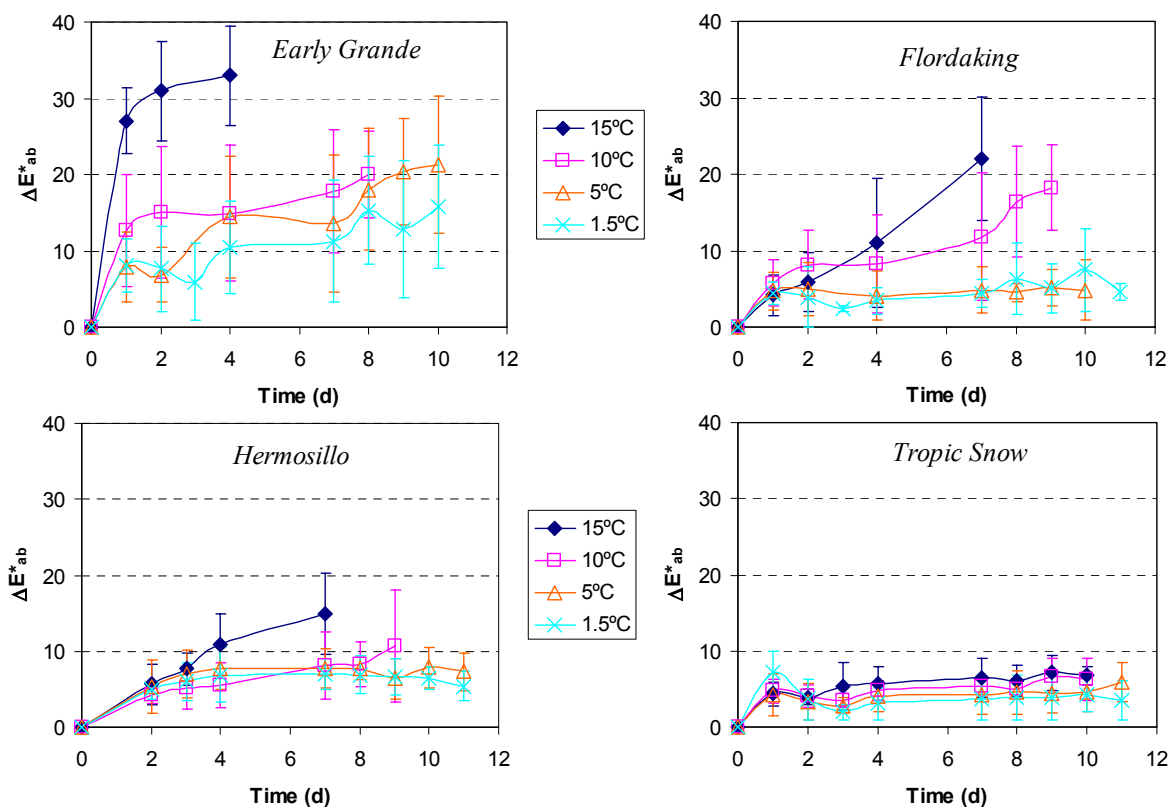 Early Grande
40
30
20
10
0
0 2 4 6 8 10 12
ΔE*ab
Time (d)
15ºC
10ºC
5ºC
1.5ºC
Flordaking
40
30
20
10
0
0 2 4 6 8 10 12
ΔE*ab
Time (d)
Hermosillo
40
30
20
10
0
0 2 4 6 8 10 12
ΔE*ab
Time (d)
15ºC
10ºC
5ºC
1.5ºC
Tropic Snow
40
30
20
10
0
0 2 4 6 8 10 12
ΔE*ab
Time (d)